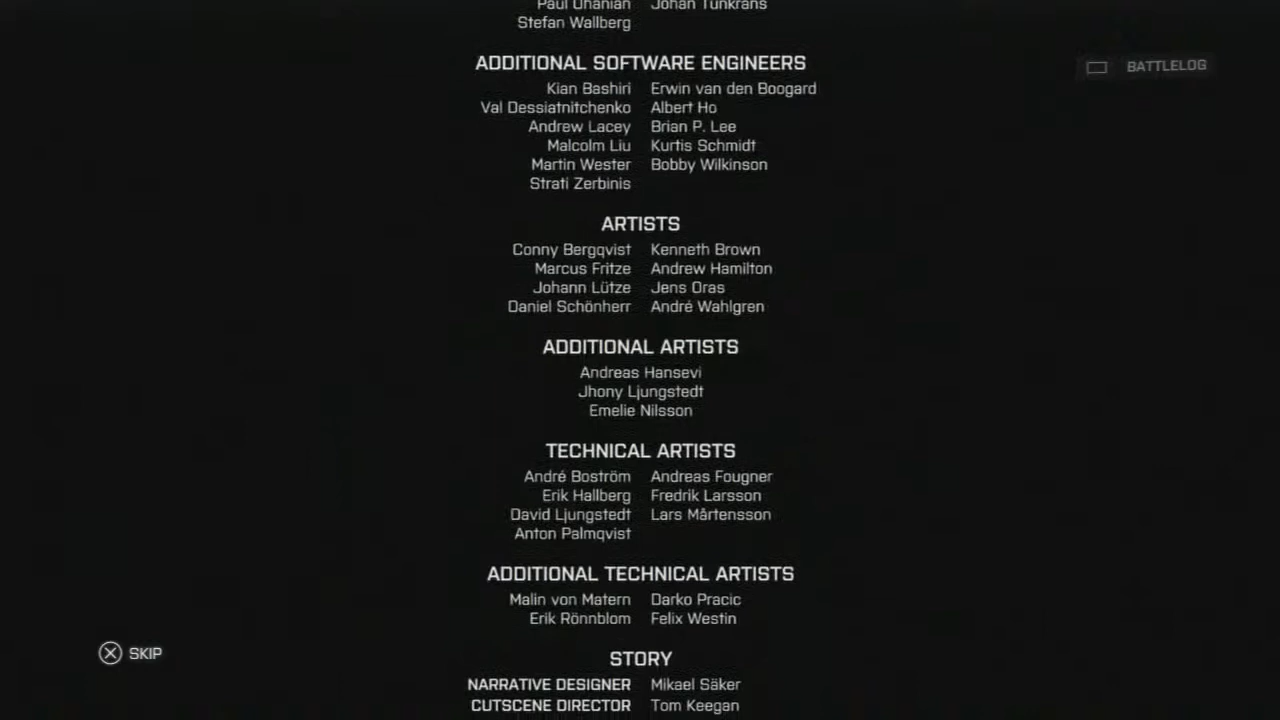 Paul Ohanian Johan Tunkrans
Stefan Wallberg
ADDITIONAL SOFTWARE ENGINEERS
BATTLELOG
Kian Bashiri Erwin van den Boogard
Val Dessiatnitchenko Albert Ho
Andrew Lacey Brian P. Lee
Malcolm Liu Kurtis Schmidt
Martin Wester Bobby Wilkinson
Strati Zerbinis
ARTISTS
Conny Bergqvist Kenneth Brown
Marcus Fritze Andrew Hamilton
Johann Lütze Jens Oras
Daniel Schönherr André Wahlgren
ADDITIONAL ARTISTS
Andreas Hansevi
Jhony Ljungstedt
Emelie Nilsson
TECHNICAL ARTISTS
André Boström Andreas Fougner
Erik Hallberg Fredrik Larsson
David Ljungstedt Lars Mårtensson
Anton Palmqvist
ADDITIONAL TECHNICAL ARTISTS
Malin von Matern Darko Pracic
Erik Rönnblom Felix Westin
SKIP
STORY
NARRATIVE DESIGNER Mikael Säker
CUTSCENE DIRECTOR Tom Keegan